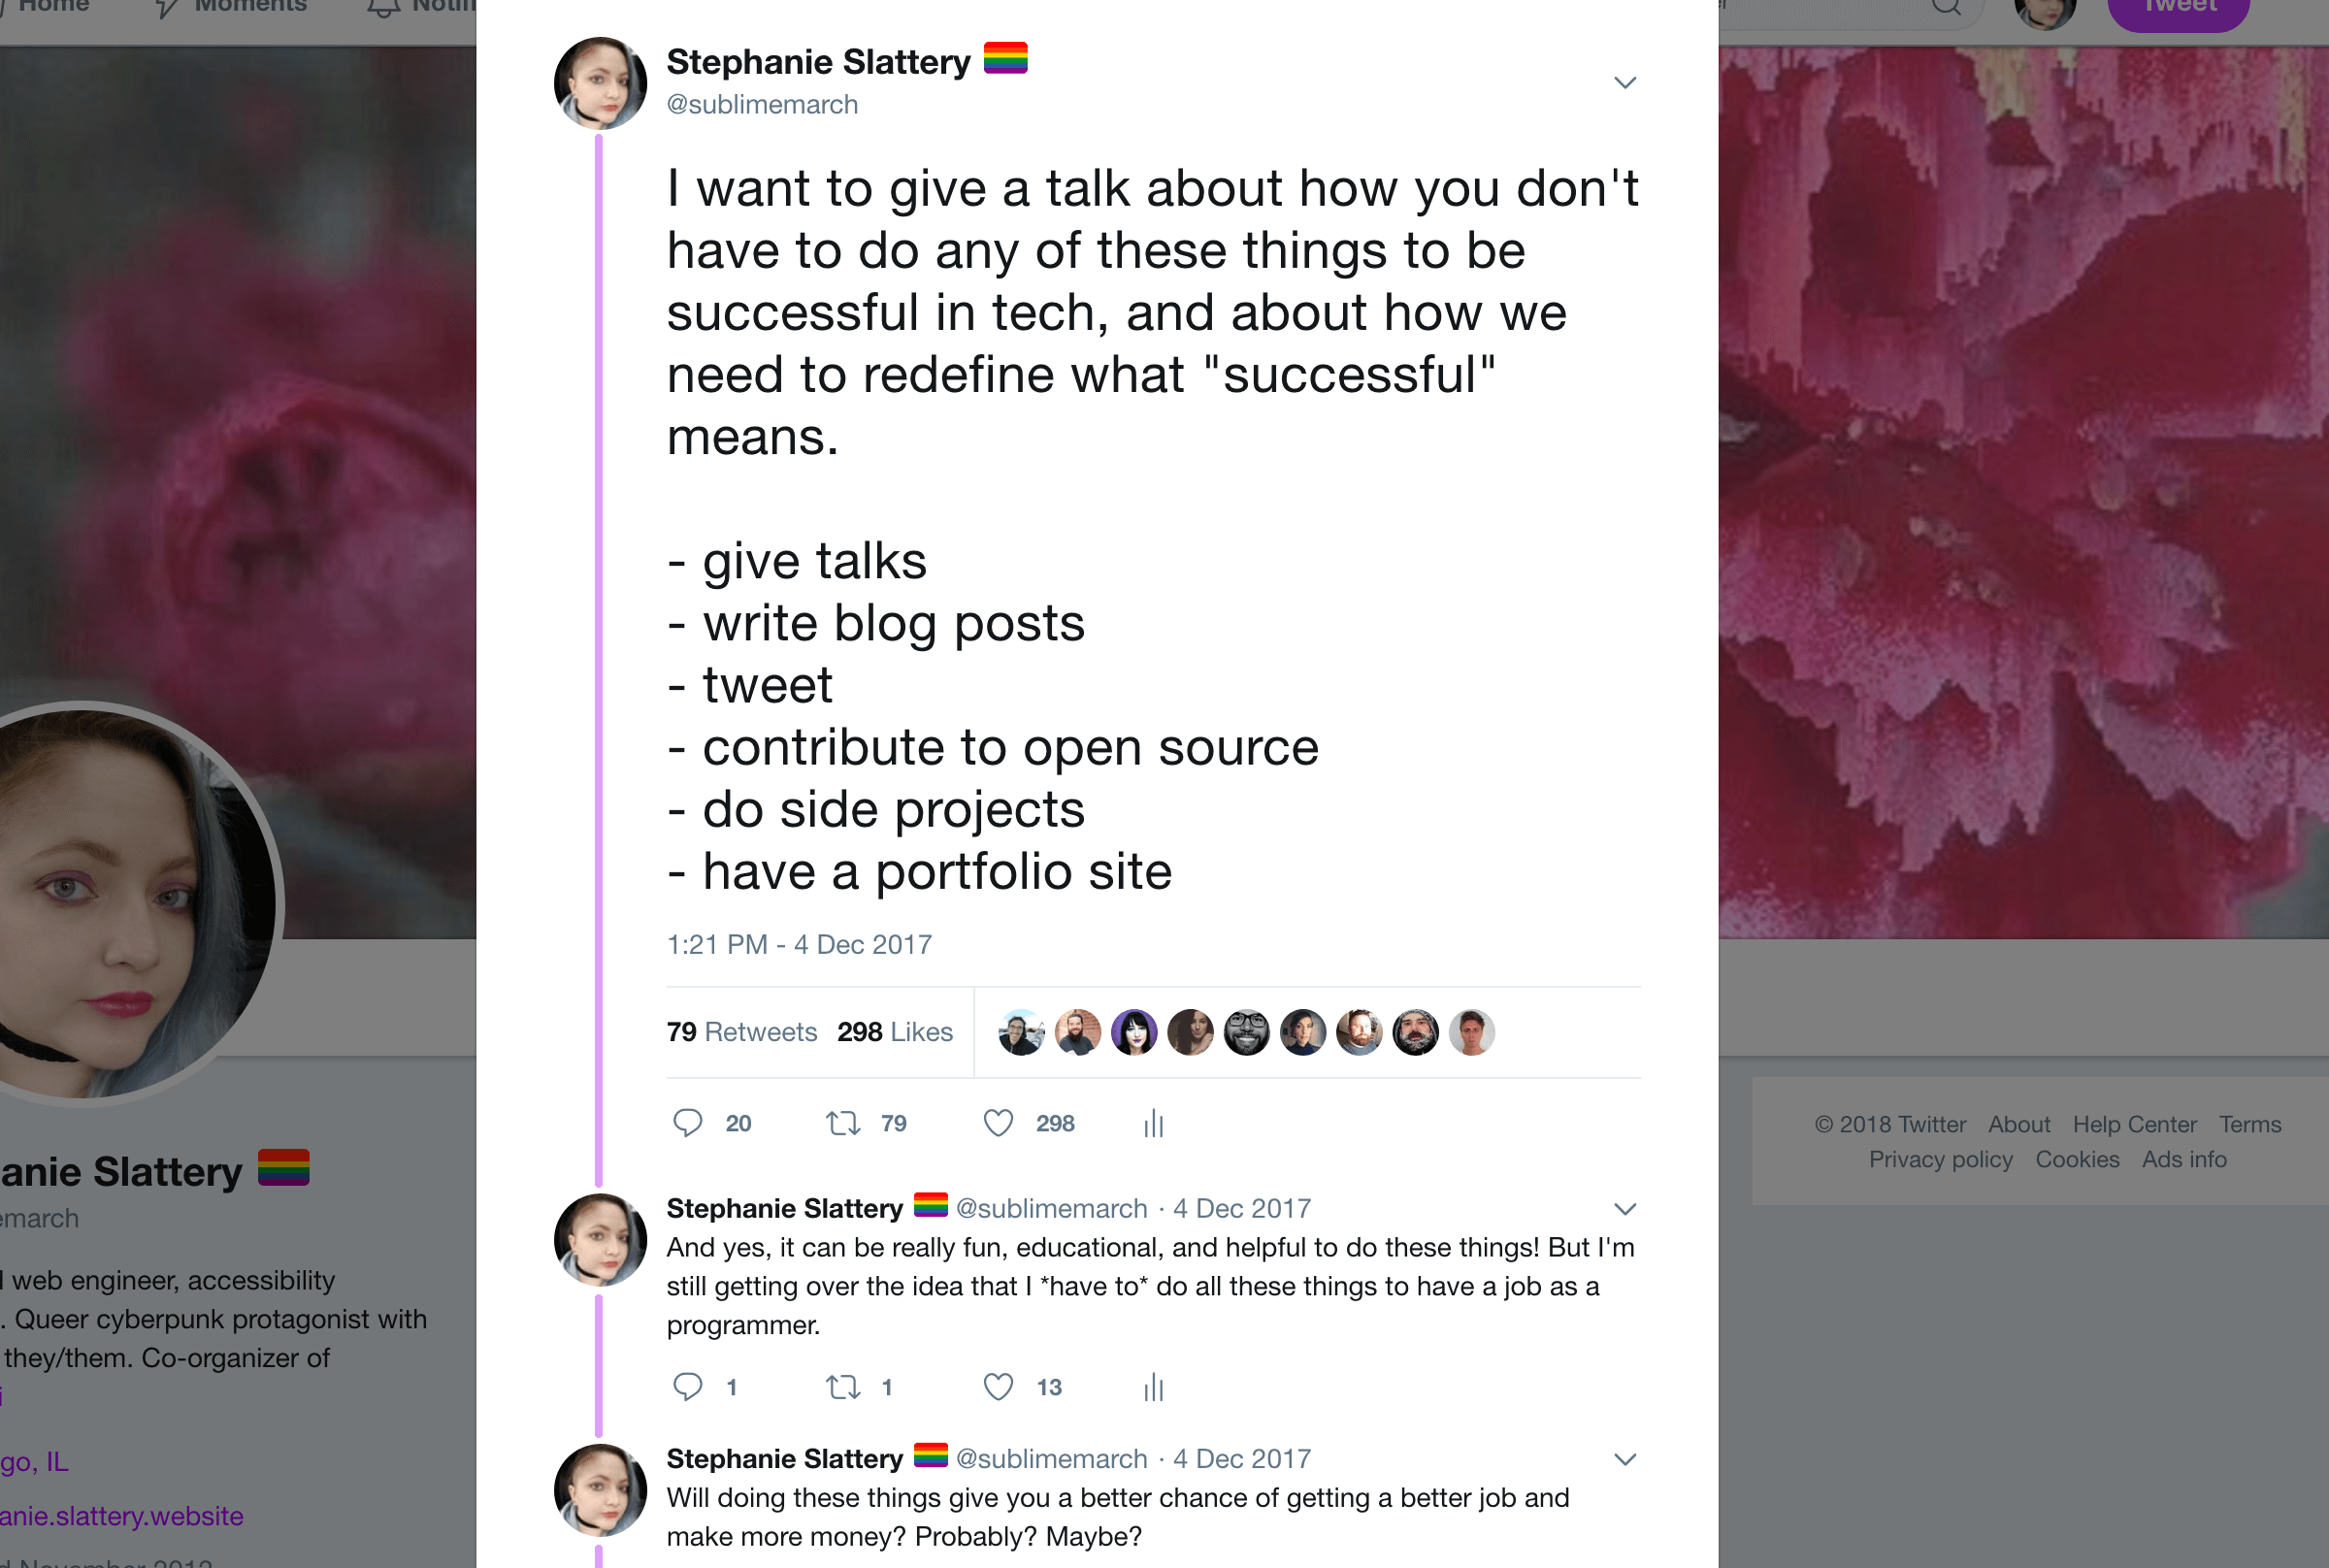 Home Moments
Tweet
Stephanie Slattery
@sublimemarch
I want to give a talk about how you don't
have to do any of these things to be
successful in tech, and about how we
need to redefine what "successful"
means.
- give talks
- write blog posts
- tweet
- contribute to open source
- do side projects
- have a portfolio site
1:21 PM - 4 Dec 2017
79 Retweets 298 Likes
20 79 298
Stephanie Slattery @sublimemarch · 4 Dec 2017
And yes, it can be really fun, educational, and helpful to do these things! But I'm
still getting over the idea that I *have to* do all these things to have a job as a
programmer.
1 1 13
Stephanie Slattery @sublimemarch · 4 Dec 2017
Will doing these things give you a better chance of getting a better job and
make more money? Probably? Maybe?
anie Slattery
march
web engineer, accessibility
. Queer cyberpunk protagonist with
they/them. Co-organizer of
go, IL
anie.slattery.website
November 2012
© 2018 Twitter About Help Center Terms
Privacy policy Cookies Ads info